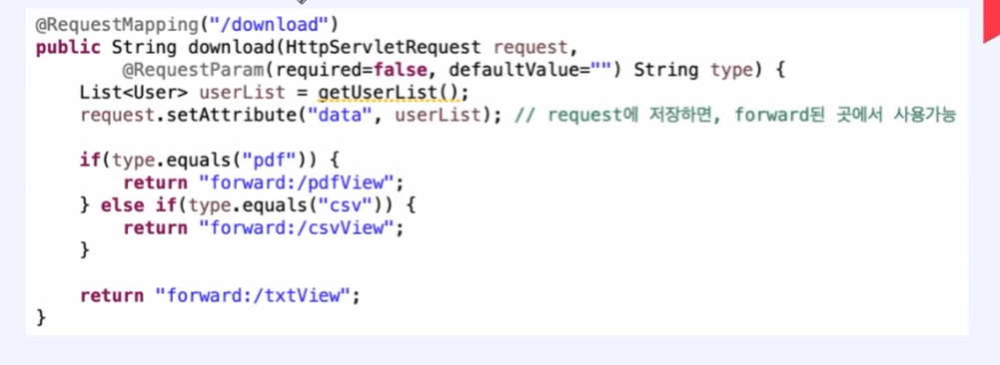 @RequestMapping("/download")
public String download(HttpServletRequest request,
        @RequestParam(required=false, defaultValue="") String type) {
    List<User> userList = getUserList();
    request.setAttribute("data", userList); // request에 저장하면, forward된 곳에서 사용가능
    if(type.equals("pdf")) {
        return "forward:/pdfView";
    } else if(type.equals("csv")) {
        return "forward:/csvView";
    }
    return "forward:/txtView";
}